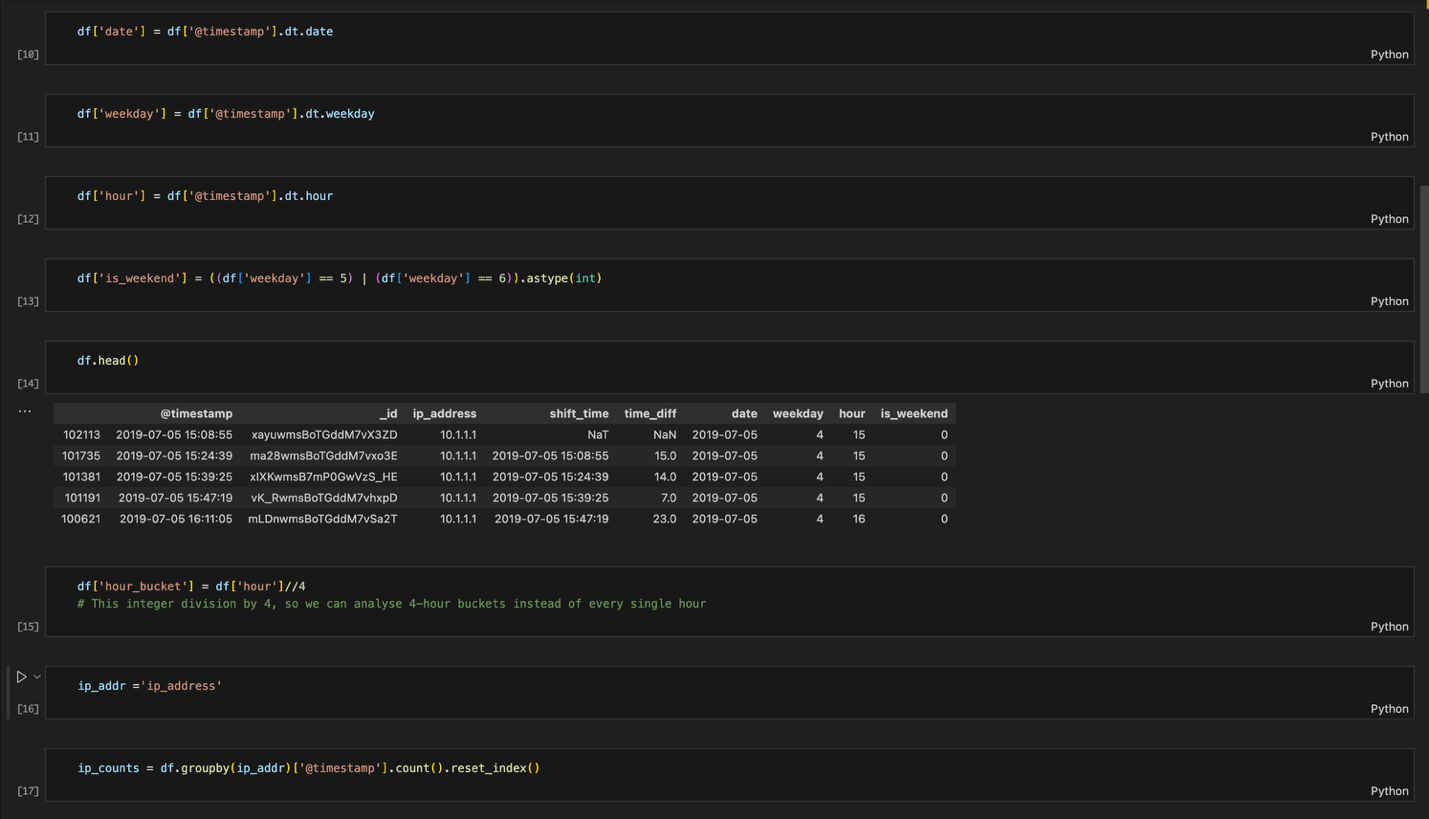 df['date'] = df['@timestamp'].dt.date
[10]
Python
df['weekday'] = df['@timestamp'].dt.weekday
[11]
Python
df['hour'] = df['@timestamp'].dt.hour
[12]
Python
df['is_weekend'] = ((df['weekday'] == 5) | (df['weekday'] == 6)).astype(int)
[13]
Python
df.head()
[14]
Python
...
@timestamp _id ip_address shift_time time_diff date weekday hour is_weekend
102113 2019-07-05 15:08:55 xayuwmsBoTGddM7vX3ZD 10.1.1.1 NaT NaN 2019-07-05 4 15 0
101735 2019-07-05 15:24:39 ma28wmsBoTGddM7vxo3E 10.1.1.1 2019-07-05 15:08:55 15.0 2019-07-05 4 15 0
101381 2019-07-05 15:39:25 xlXKwmsB7mP0GwVzS_HE 10.1.1.1 2019-07-05 15:24:39 14.0 2019-07-05 4 15 0
101191 2019-07-05 15:47:19 vK_RwmsBoTGddM7vhxpD 10.1.1.1 2019-07-05 15:39:25 7.0 2019-07-05 4 15 0
100621 2019-07-05 16:11:05 mLDnwmsBoTGddM7vSa2T 10.1.1.1 2019-07-05 15:47:19 23.0 2019-07-05 4 16 0
df['hour_bucket'] = df['hour']//4
# This integer division by 4, so we can analyse 4-hour buckets instead of every single hour
[15]
Python
ip_addr ='ip_address'
[16]
Python
ip_counts = df.groupby(ip_addr)['@timestamp'].count().reset_index()
[17]
Python